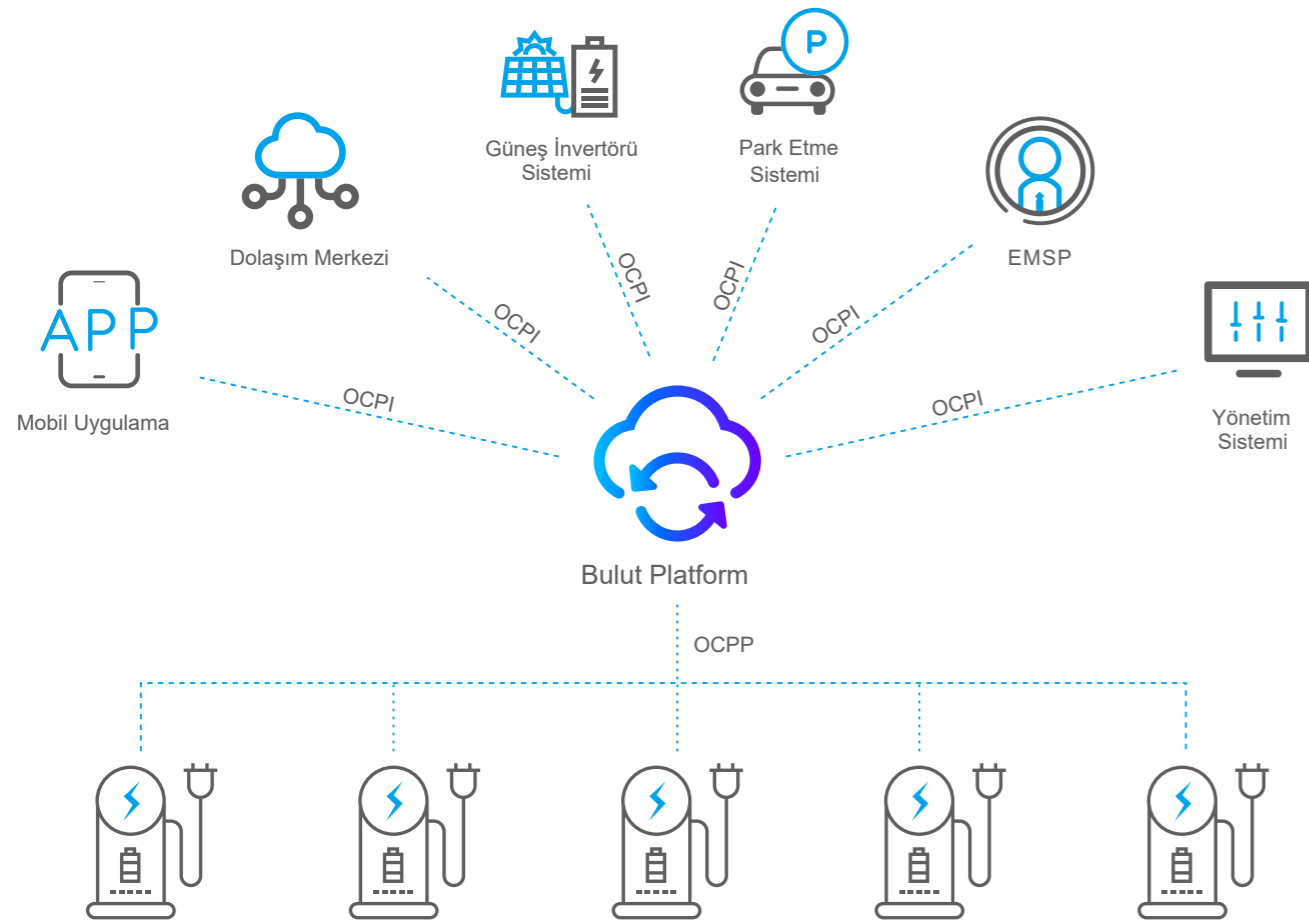 P
Güneş İnvertörü
Sistemi
Park Etme
Sistemi
Dolaşım Merkezi
EMSP
APP
Mobil Uygulama
Yönetim
Sistemi
OCPI
OCPI
OCPI
OCPI
OCPI
OCPI
Bulut Platform
OCPP